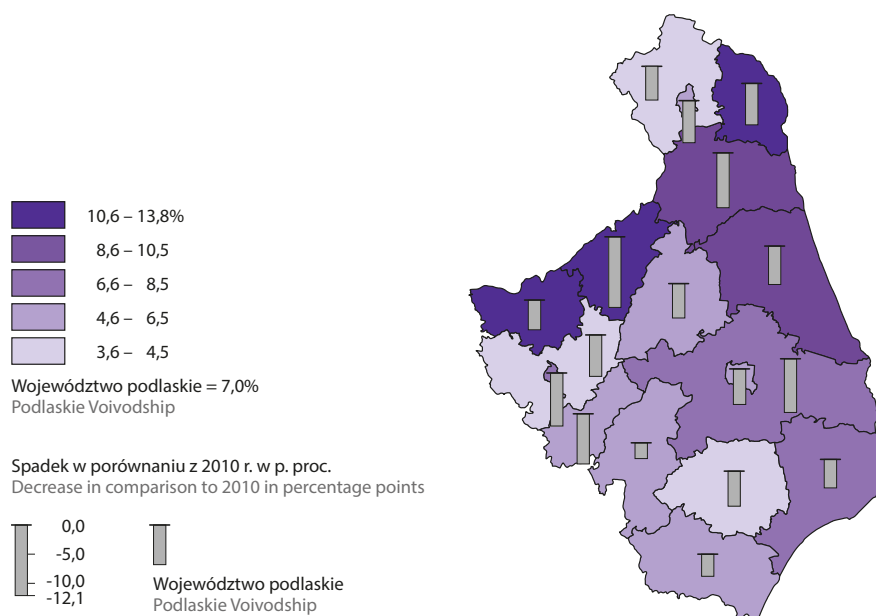 10,6 – 13,8%
8,6 – 10,5
6,6 – 8,5
4,6 – 6,5
3,6 – 4,5
Województwo podlaskie = 7,0%
Podlaskie Voivodship
Spadek w porównaniu z 2010 r. w p. proc.
Decrease in comparison to 2010 in percentage points
0,0
-5,0
-10,0
-12,1
Województwo podlaskie
Podlaskie Voivodship